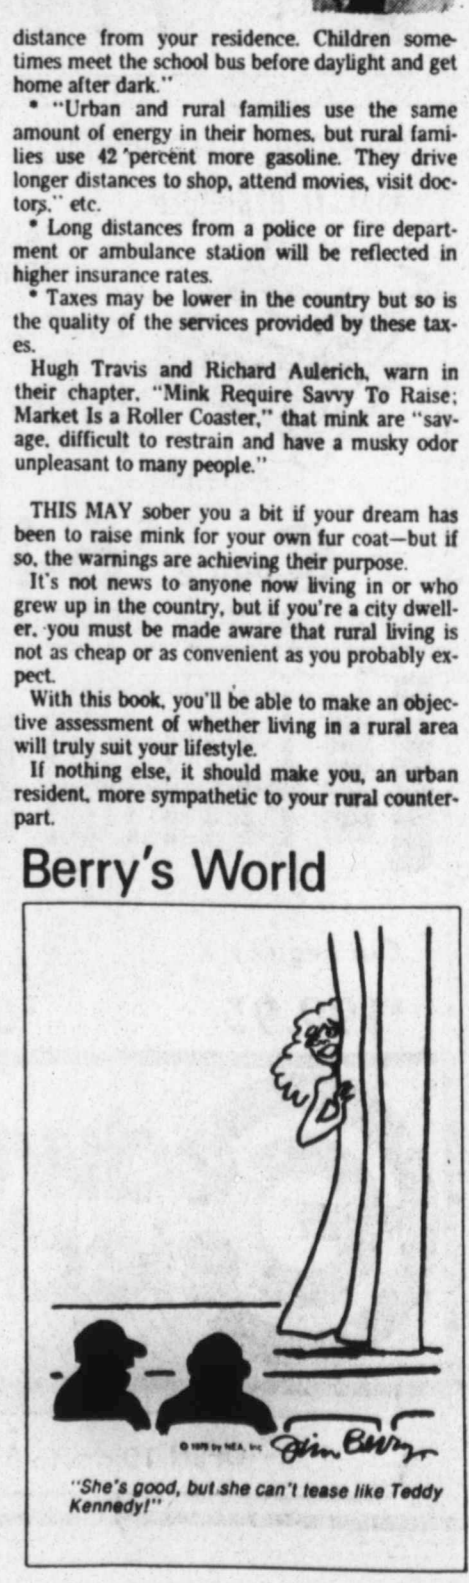 distance from your residence. Children some-
times meet the school bus before daylight and get
home after dark."
* "Urban and rural families use the same
amount of energy in their homes, but rural fami-
lies use 42 percent more gasoline. They drive
longer distances to shop, attend movies, visit doc-
tors." etc.
* Long distances from a police or fire depart-
ment or ambulance station will be reflected in
higher insurance rates.
* Taxes may be lower in the country but so is
the quality of the services provided by these tax-
es.
Hugh Travis and Richard Aulerich, warn in
their chapter, "Mink Require Savvy To Raise;
Market Is a Roller Coaster," that mink are "sav-
age, difficult to restrain and have a musky odor
unpleasant to many people."
THIS MAY sober you a bit if your dream has
been to raise mink for your own fur coat—but if
so, the warnings are achieving their purpose.
It's not news to anyone now living in or who
grew up in the country, but if you're a city dwell-
er, you must be made aware that rural living is
not as cheap or as convenient as you probably ex-
pect.
With this book, you'll be able to make an objec-
tive assessment of whether living in a rural area
will truly suit your lifestyle.
If nothing else, it should make you, an urban
resident, more sympathetic to your rural counter-
part.
Berry's World
© 1978 by NEA, Inc
Jim Berry
"She's good, but she can't tease like Teddy
Kennedy!"